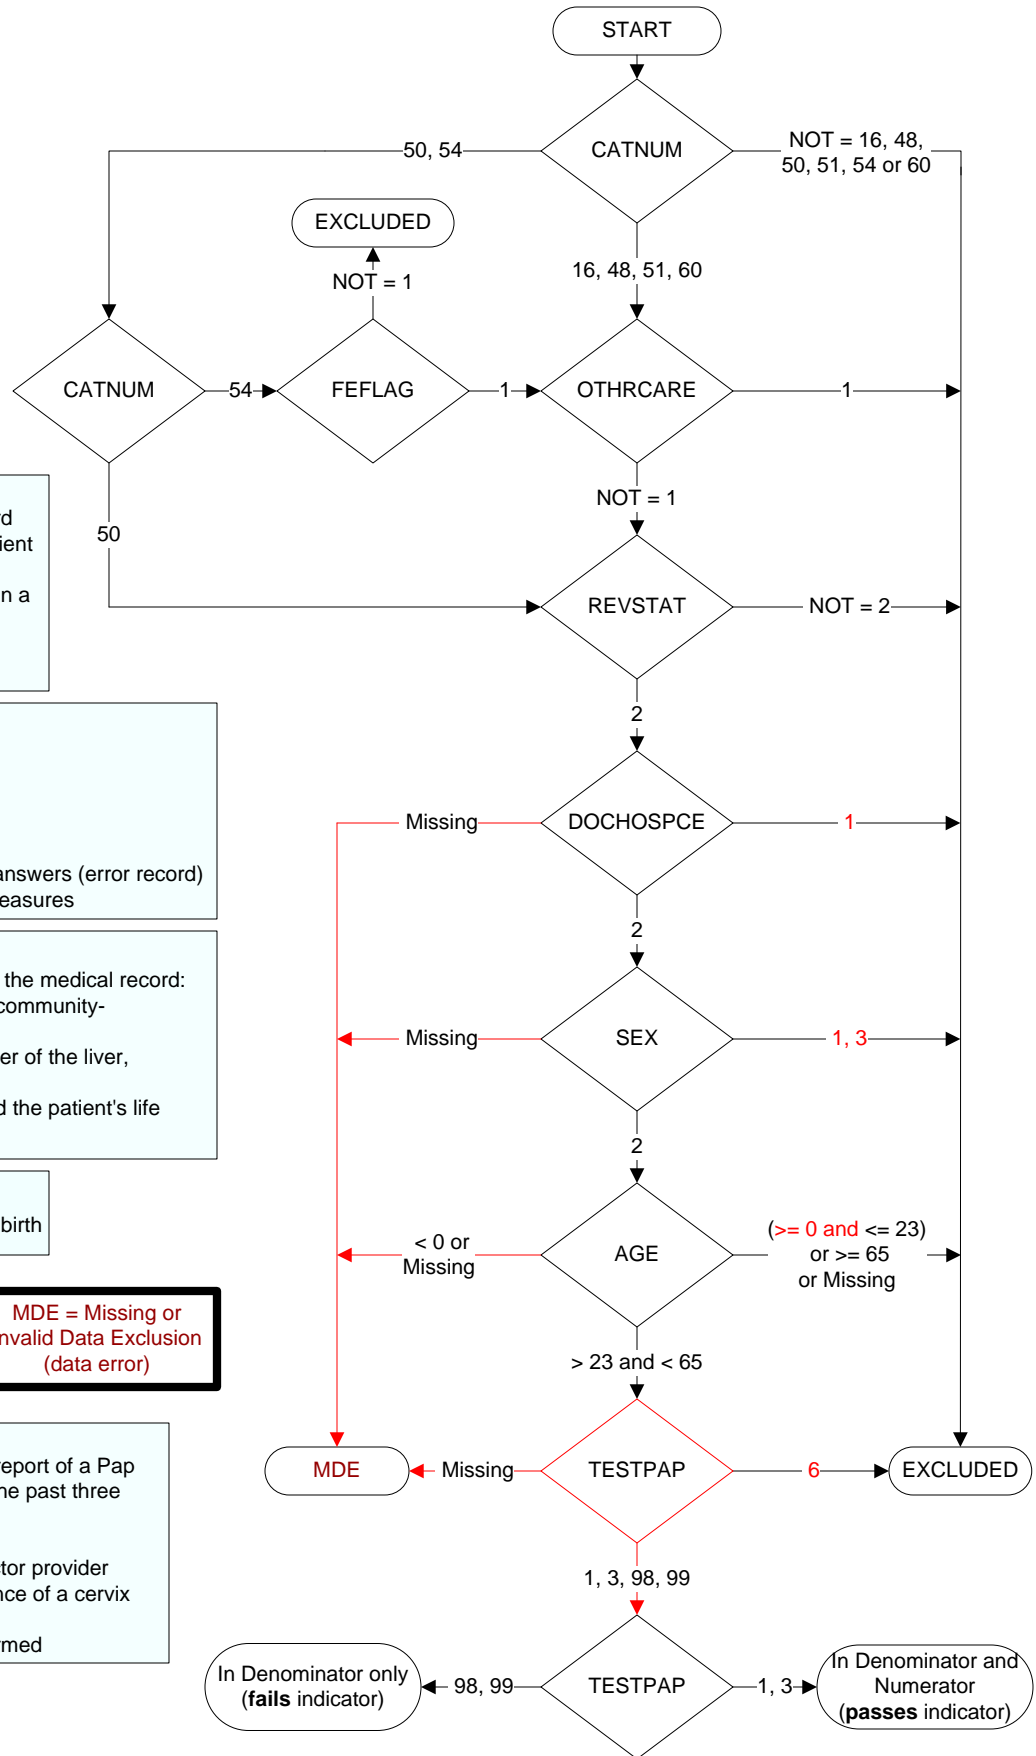 START
CATNUM
50, 54
NOT = 16, 48,
50, 51, 54 or 60
EXCLUDED
NOT = 1
16, 48, 51, 60
CATNUM
54
FEFLAG
1
OTHRCARE
1
NOT = 1
50
ient
n a
REVSTAT
NOT = 2
2
DOCHOSPCE
Missing
1
answers (error record)
easures
2
the medical record:
community-
er of the liver,
d the patient's life
SEX
Missing
1, 3
2
birth
AGE
< 0 or
Missing
(>= 0 and <= 23)
or >= 65
or Missing
MDE = Missing or
nvalid Data Exclusion
(data error)
> 23 and < 65
report of a Pap
he past three
ctor provider
nce of a cervix
rmed
MDE
Missing
TESTPAP
6
EXCLUDED
1, 3, 98, 99
In Denominator only
(fails indicator)
98, 99
TESTPAP
1, 3
In Denominator and
Numerator
(passes indicator)